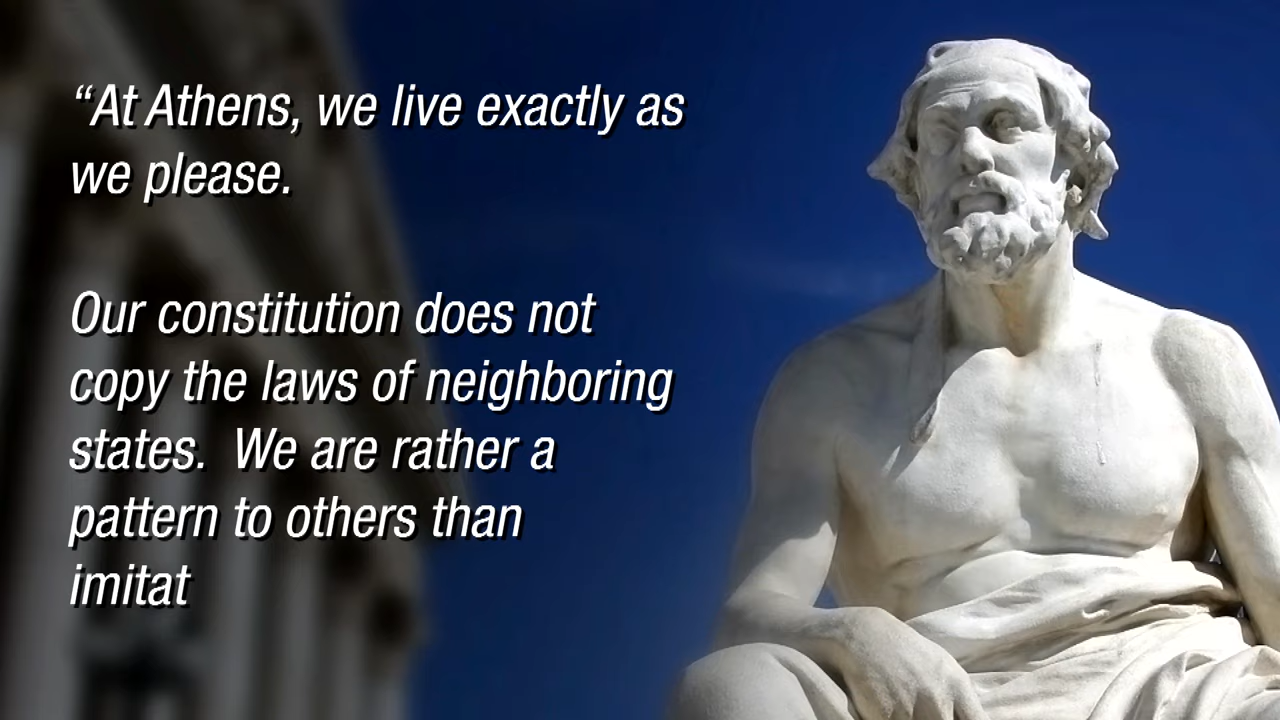 “At Athens, we live exactly as
we please.
Our constitution does not
copy the laws of neighboring
states.  We are rather a
pattern to others than
imitat